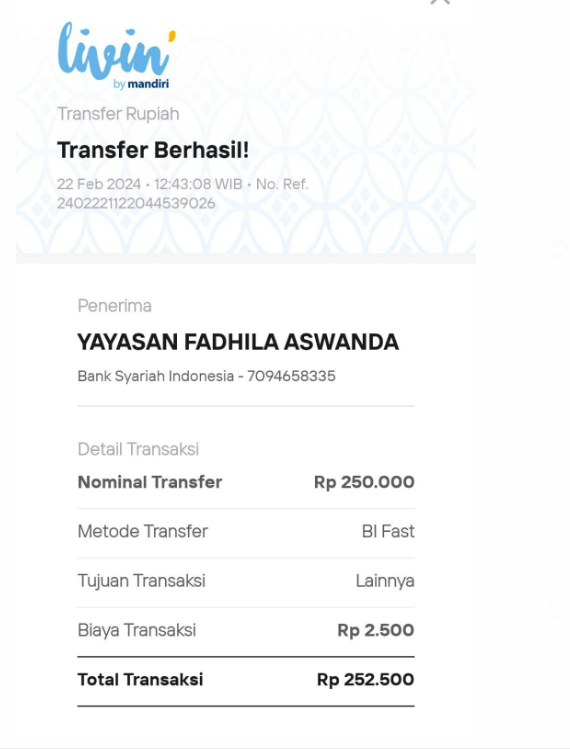 livin'
by mandiri
Transfer Rupiah
Transfer Berhasil!
22 Feb 2024 • 12:43:08 WIB • No. Ref.
2402221122044539026
Penerima
YAYASAN FADHILA ASWANDA
Bank Syariah Indonesia - 7094658335
Detail Transaksi
Nominal Transfer Rp 250.000
Metode Transfer BI Fast
Tujuan Transaksi Lainnya
Biaya Transaksi Rp 2.500
Total Transaksi Rp 252.500